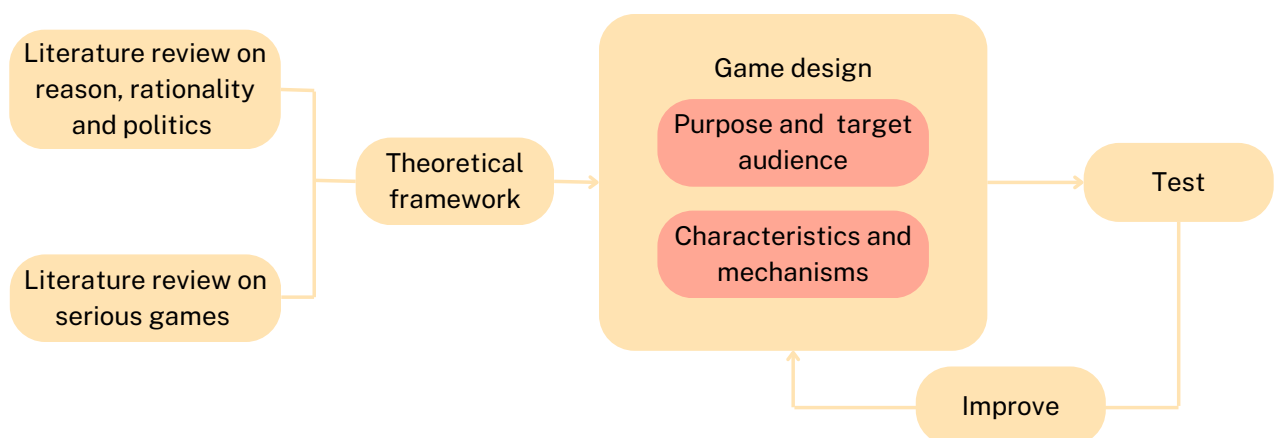 Literature review on
reason, rationality
and politics
Literature review on
serious games
Theoretical
framework
Game design
Purpose and target
audience
Characteristics and
mechanisms
Test
Improve